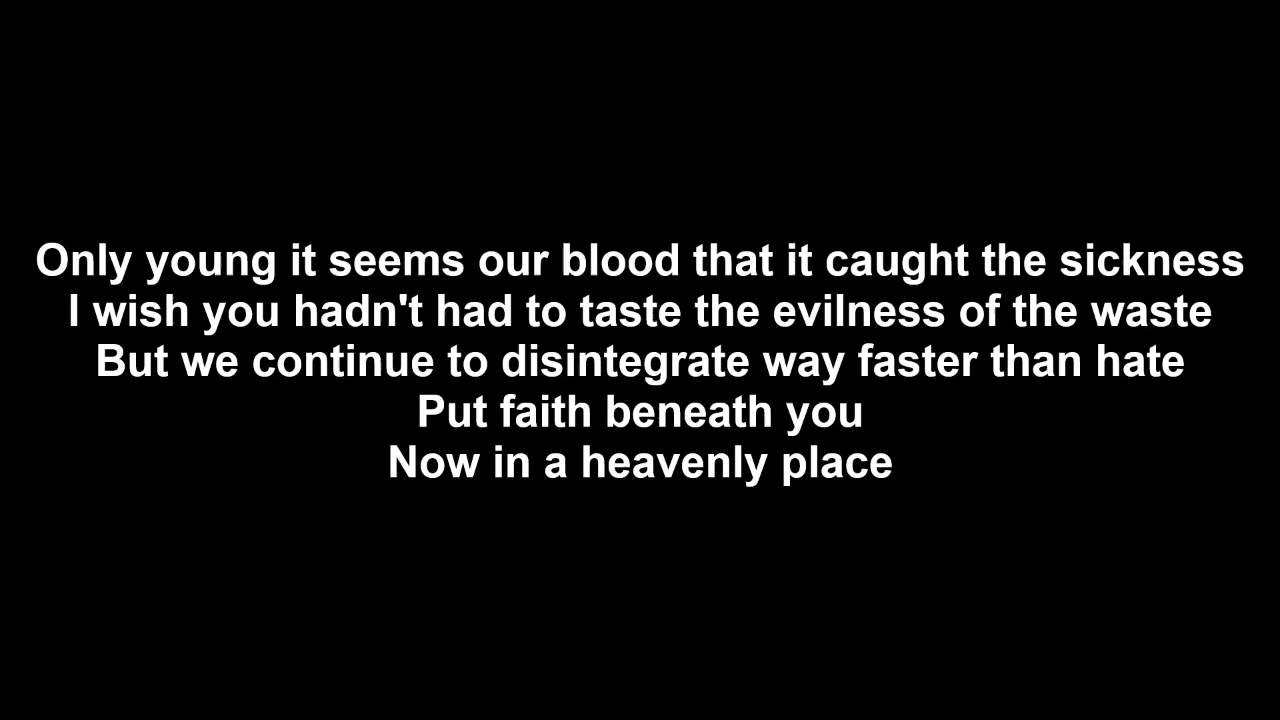 Only young it seems our blood that it caught the sickness
I wish you hadn't had to taste the evilness of the waste
But we continue to disintegrate way faster than hate
Put faith beneath you
Now in a heavenly place